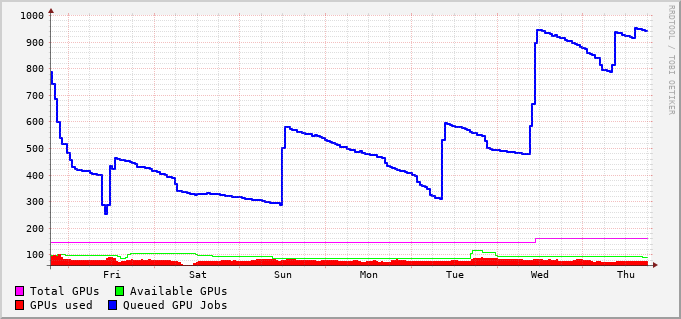 1000
900
800
700
600
500
400
300
200
100
Fri Sat Sun Mon Tue Wed Thu
Total GPUs Available GPUs
GPUs used Queued GPU Jobs
RRDTOOL / TOBI OETIKER